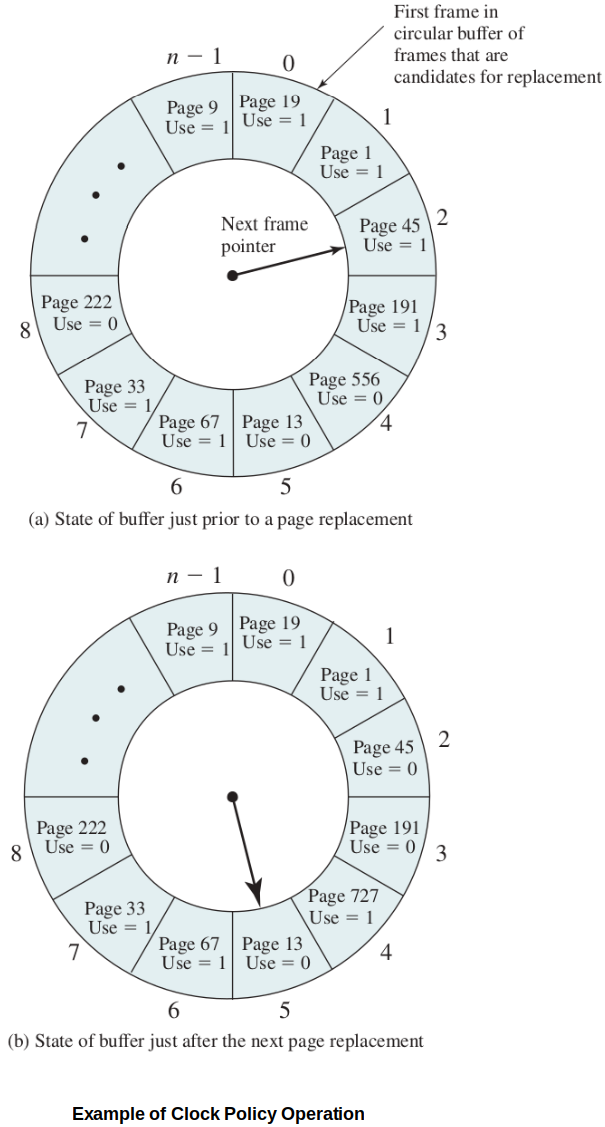 First frame in
circular buffer of
frames that are
candidates for replacement
n − 1
0
Page 9
Use = 1
Page 19
Use = 1
1
Page 1
Use = 1
2
Page 45
Use = 1
Next frame
pointer
Page 222
Use = 0
8
Page 191
Use = 1
3
Page 33
Use = 1
7
Page 556
Use = 0
4
Page 67
Use = 1
Page 13
Use = 0
6
5
(a) State of buffer just prior to a page replacement
n − 1
0
Page 9
Use = 1
Page 19
Use = 1
1
Page 1
Use = 1
2
Page 45
Use = 0
Page 222
Use = 0
8
Page 191
Use = 0
3
Page 33
Use = 1
7
Page 727
Use = 1
4
Page 67
Use = 1
Page 13
Use = 0
6
5
(b) State of buffer just after the next page replacement
Example of Clock Policy Operation